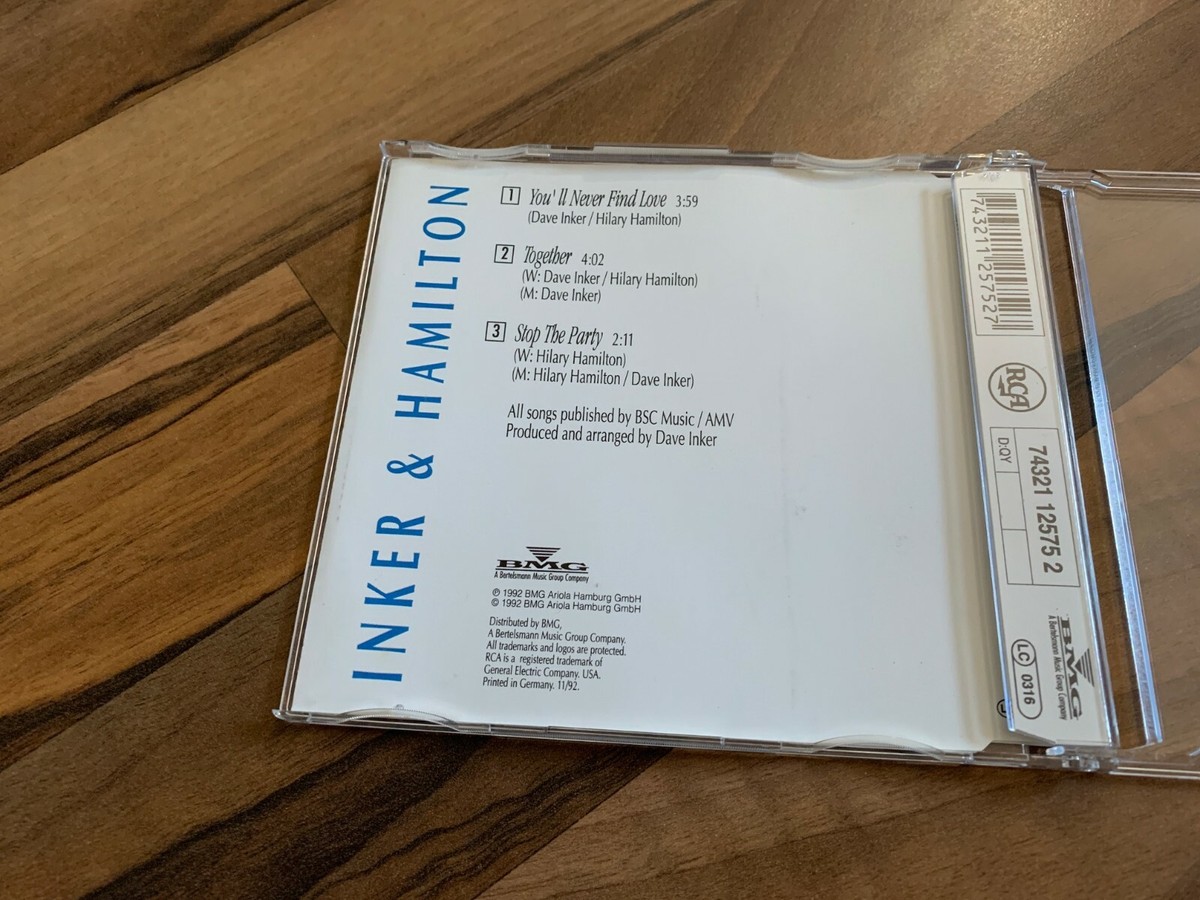 INKER & HAMILTON
1 You'll Never Find Love 3:59
(Dave Inker / Hilary Hamilton)
2 Together 4:02
(W: Dave Inker / Hilary Hamilton)
(M: Dave Inker)
3 Stop The Party 2:11
(W: Hilary Hamilton)
(M: Hilary Hamilton / Dave Inker)
All songs published by BSC Music / AMV
Produced and arranged by Dave Inker
BMG
A Bertelsmann Music Group Company
℗ 1992 BMG Ariola Hamburg GmbH
© 1992 BMG Ariola Hamburg GmbH
Distributed by BMG,
A Bertelsmann Music Group Company.
All trademarks and logos are protected.
RCA is a registered trademark of
General Electric Company. USA.
Printed in Germany. 11/92.
743211 257527
RCA
74321 12575 2
D:QY
BMG
A Bertelsmann Music Group Company
LC 0316